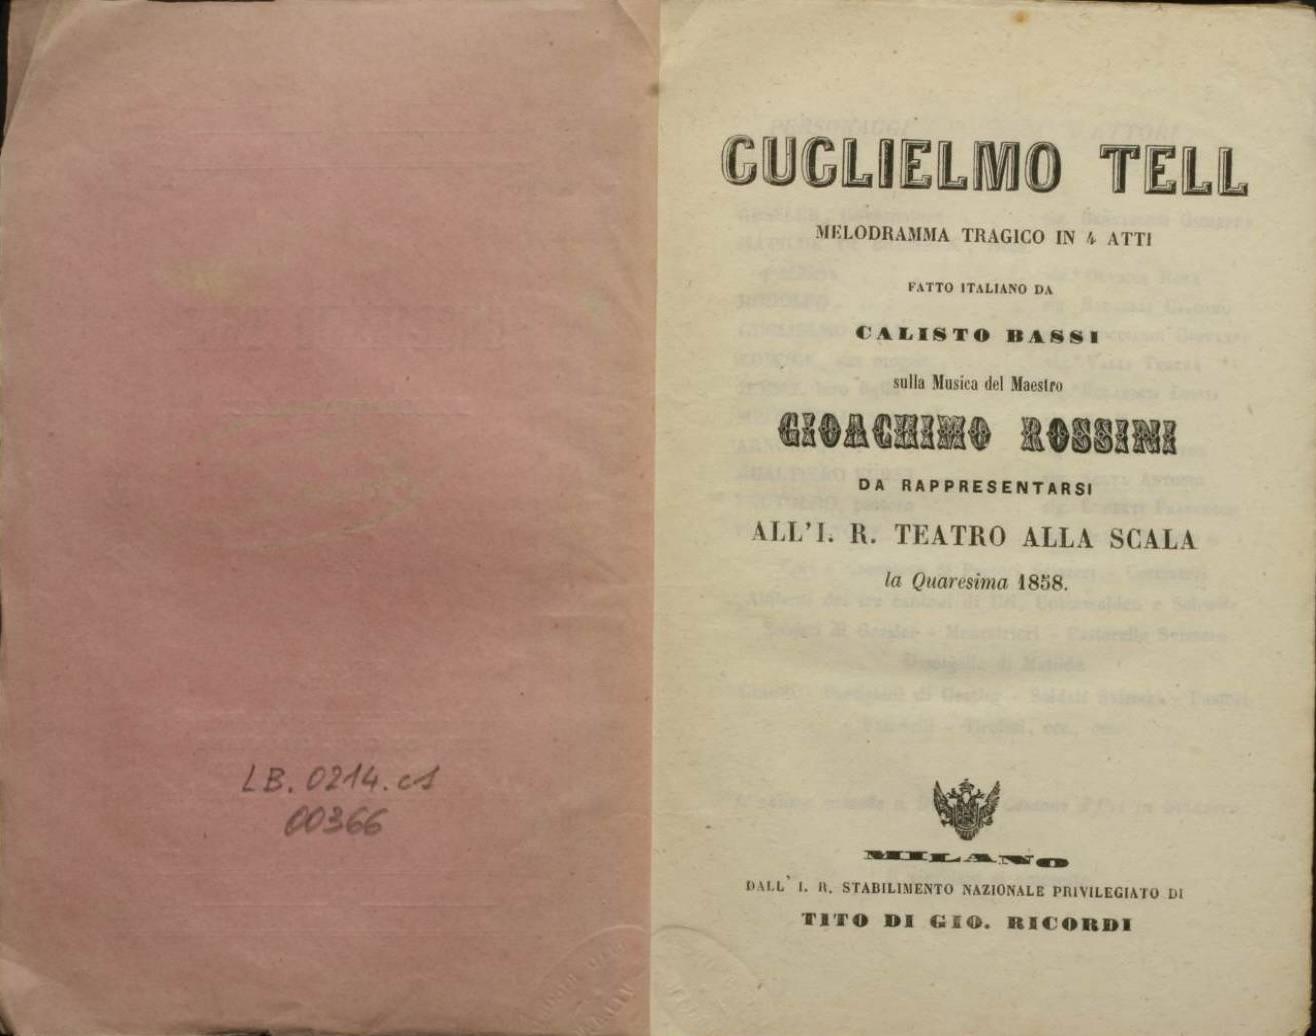 LB. 0214.c1
00366
GUGLIELMO TELL
MELODRAMMA TRAGICO IN 4 ATTI
FATTO ITALIANO DA
CALISTO BASSI
sulla Musica del Maestro
GIOACHIMO ROSSINI
DA RAPPRESENTARSI
ALL'I. R. TEATRO ALLA SCALA
la Quaresima 1858.
MILANO
DALL' I. R. STABILIMENTO NAZIONALE PRIVILEGIATO DI
TITO DI GIO. RICORDI